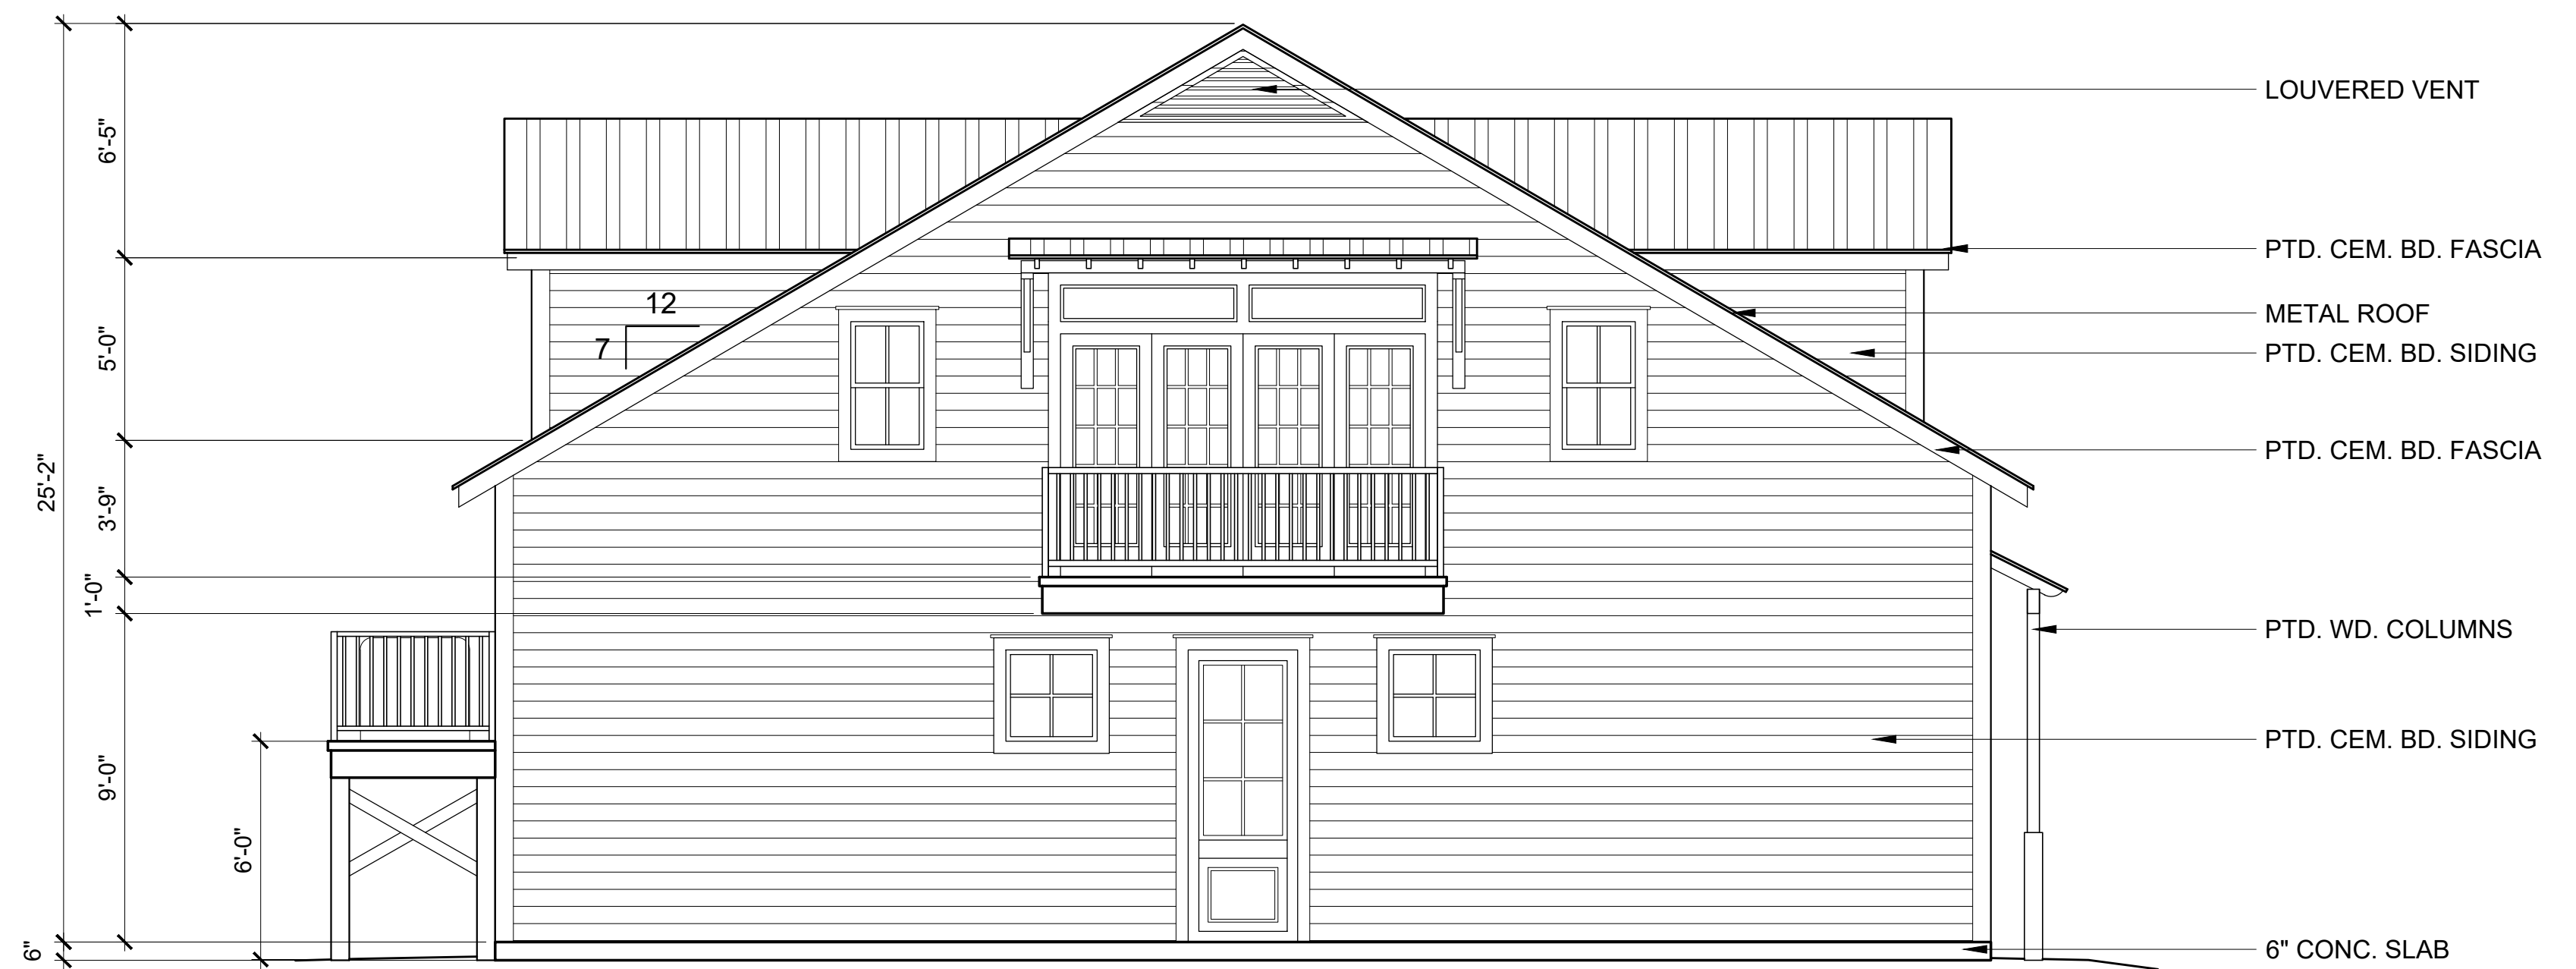 LOUVERED VENT
6'-5"
PTD. CEM. BD. FASCIA
12
METAL ROOF
7
5'-0"
PTD. CEM. BD. SIDING
PTD. CEM. BD. FASCIA
25'-2"
3'-9"
1'-0"
PTD. WD. COLUMNS
PTD. CEM. BD. SIDING
9'-0"
6'-0"
6"
6" CONC. SLAB